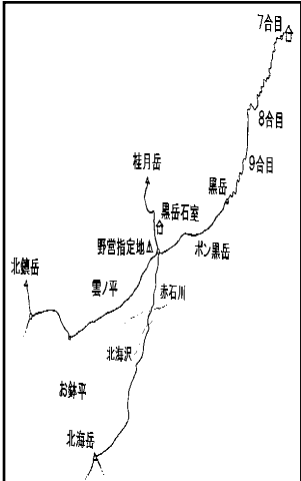 7合目
8合目
9合目
桂月岳
黒岳
黒岳石室
野営指定地
ポン黒岳
北鎮岳
雲ノ平
赤石川
北海沢
お鉢平
北海岳